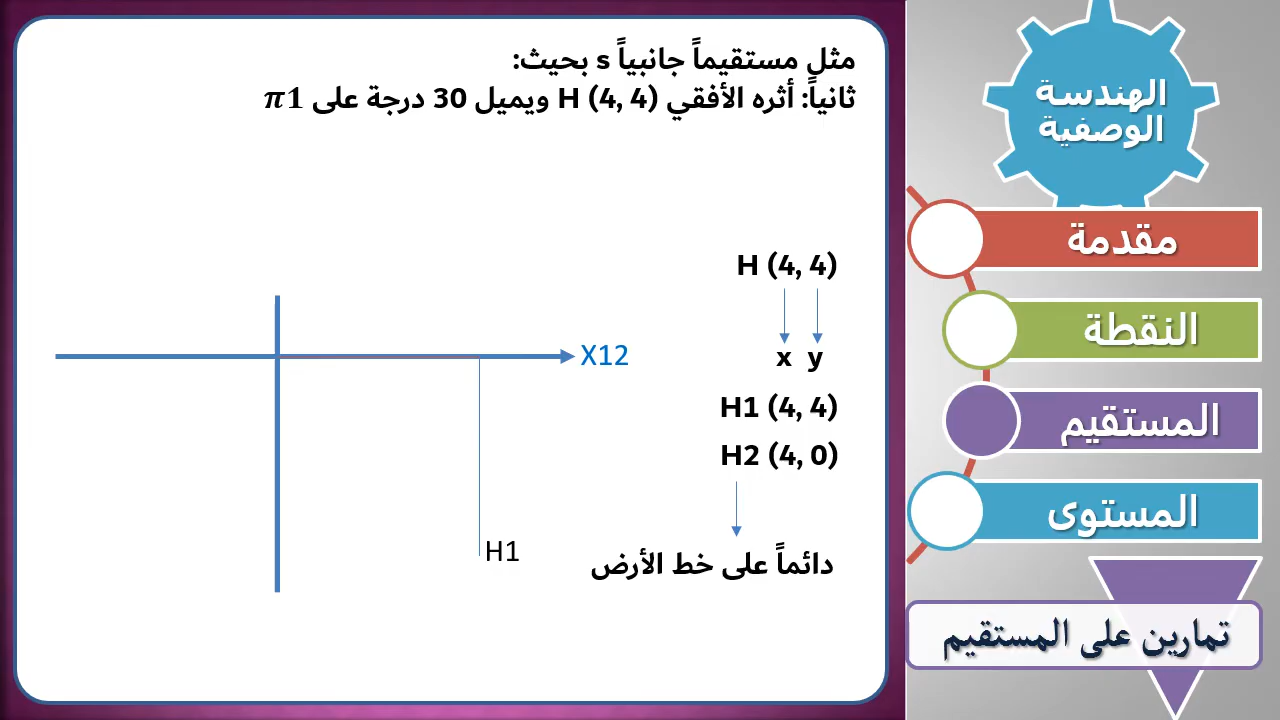 مثل مستقيماً جانبياً s بحيث:
ثانياً: أثره الأفقي H (4, 4) ويميل 30 درجة على π1
H (4, 4)
x y
H1 (4, 4)
H2 (4, 0)
دائماً على خط الأرض
X12
H1
الهندسة
الوصفية
مقدمة
النقطة
المستقيم
المستوى
تمارين على المستقيم